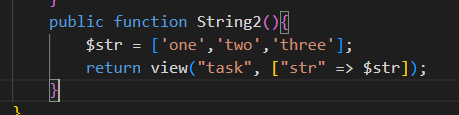 }
public function String2(){
$str = ['one','two','three'];
return view("task", ["str" => $str]);
}
}